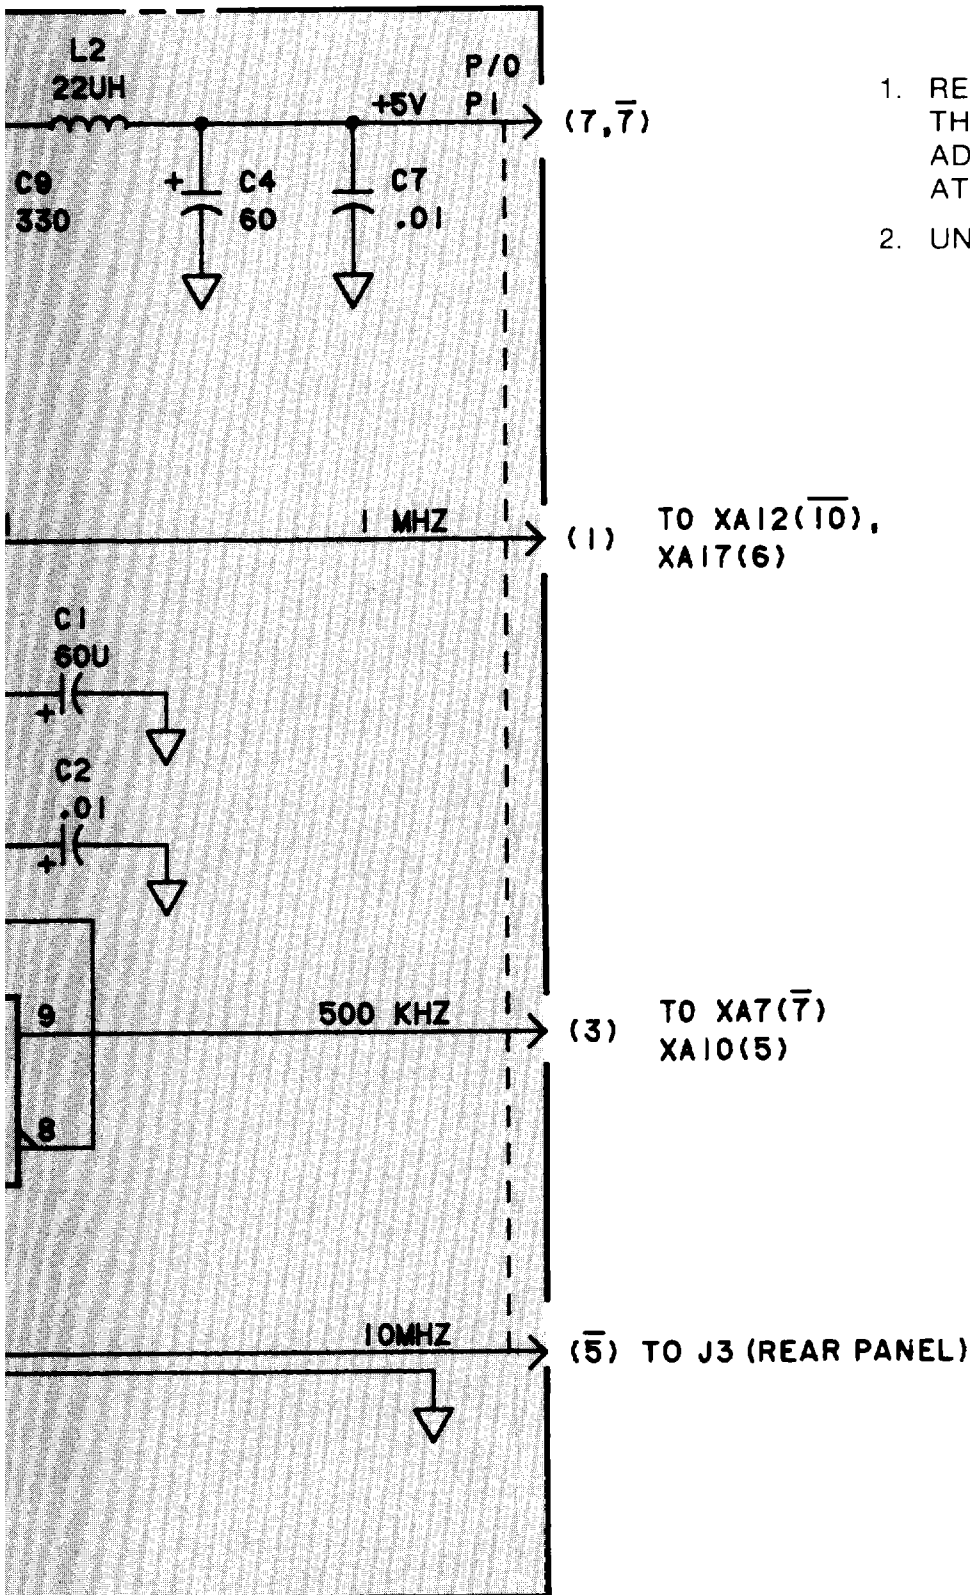 L2
22UH
P/O
P1
+5V
(7,7̅)
C9
330
+
C4
60
C7
.01
1. RE
TH
AD
AT
2. UN
1 MHZ
(1)
TO XA12(1̅0̅),
XA17(6)
C1
60U
+
C2
.01
+
9
500 KHZ
(3)
TO XA7(7̅)
XA10(5)
8
10MHZ
(5̅) TO J3 (REAR PANEL)